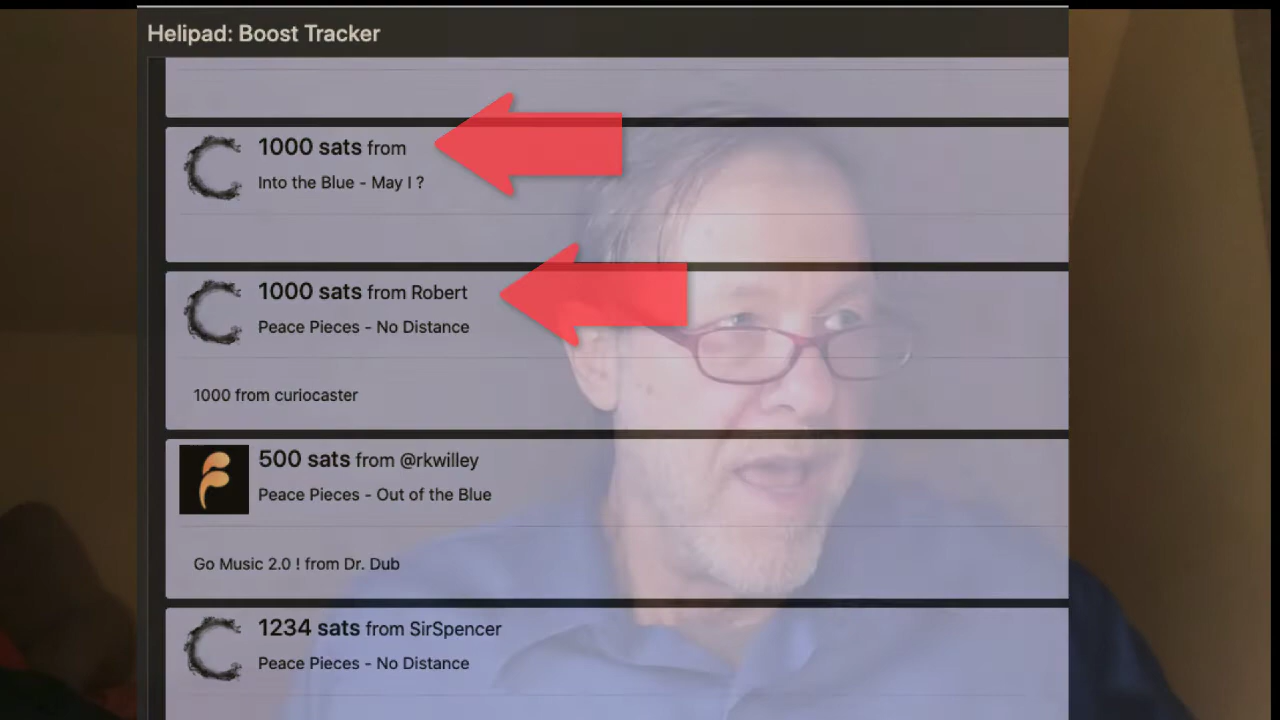 Helipad: Boost Tracker
1000 sats from
Into the Blue - May I ?
1000 sats from Robert
Peace Pieces - No Distance
1000 from curiocaster
500 sats from @rkwilley
Peace Pieces - Out of the Blue
Go Music 2.0 ! from Dr. Dub
1234 sats from SirSpencer
Peace Pieces - No Distance